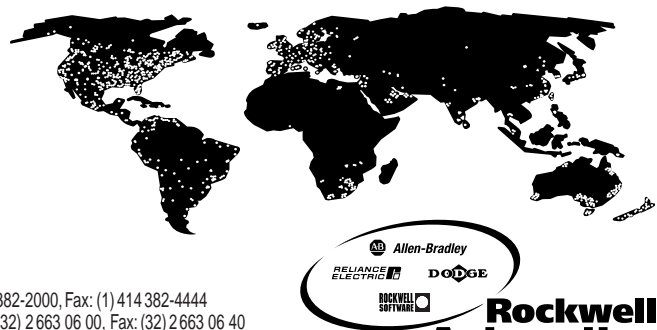 AB Allen-Bradley
RELIANCE ELECTRIC
DODGE
ROCKWELL SOFTWARE
Rockwell
382-2000, Fax: (1) 414 382-4444
(32) 2 663 06 00, Fax: (32) 2 663 06 40